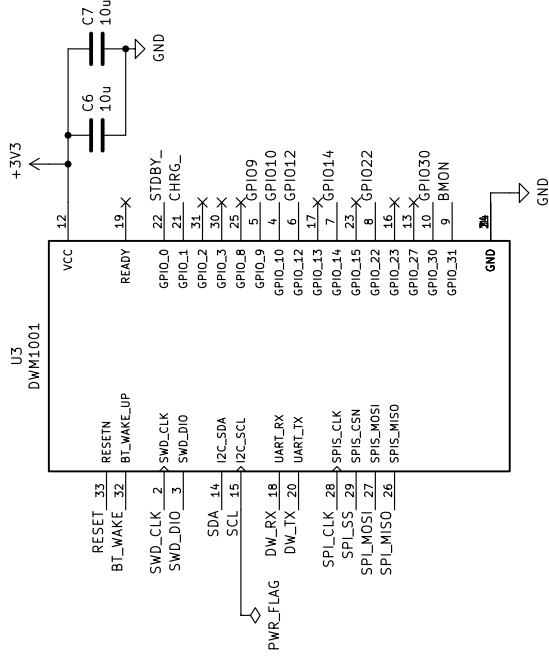 U3
DWM1001
+3V3
C6
10u
C7
10u
GND
VCC 12
RESET 33 RESETN
BT_WAKE 32 BT_WAKE_UP
READY 19
SWD_CLK 2 SWD_CLK
GPIO_0 22 STDBY_
SWD_DIO 3 SWD_DIO
GPIO_1 21 CHRG_
GPIO_2 31
SDA 14 I2C_SDA
GPIO_3 30
SCL 15 I2C_SCL
GPIO_8 25
PWR_FLAG
GPIO_9 5 GPIO9
DW_RX 18 UART_RX
GPIO_10 4 GPIO10
DW_TX 20 UART_TX
GPIO_12 6 GPIO12
GPIO_13 17
SPI_CLK 28 SPIS_CLK
GPIO_14 7 GPIO14
SPI_SS 29 SPIS_CSN
GPIO_15 23
SPI_MOSI 27 SPIS_MOSI
GPIO_22 8 GPIO22
SPI_MISO 26 SPIS_MISO
GPIO_23 16
GPIO_27 13
GPIO_30 10 GPIO30
GPIO_31 9 BMON
GND
GND